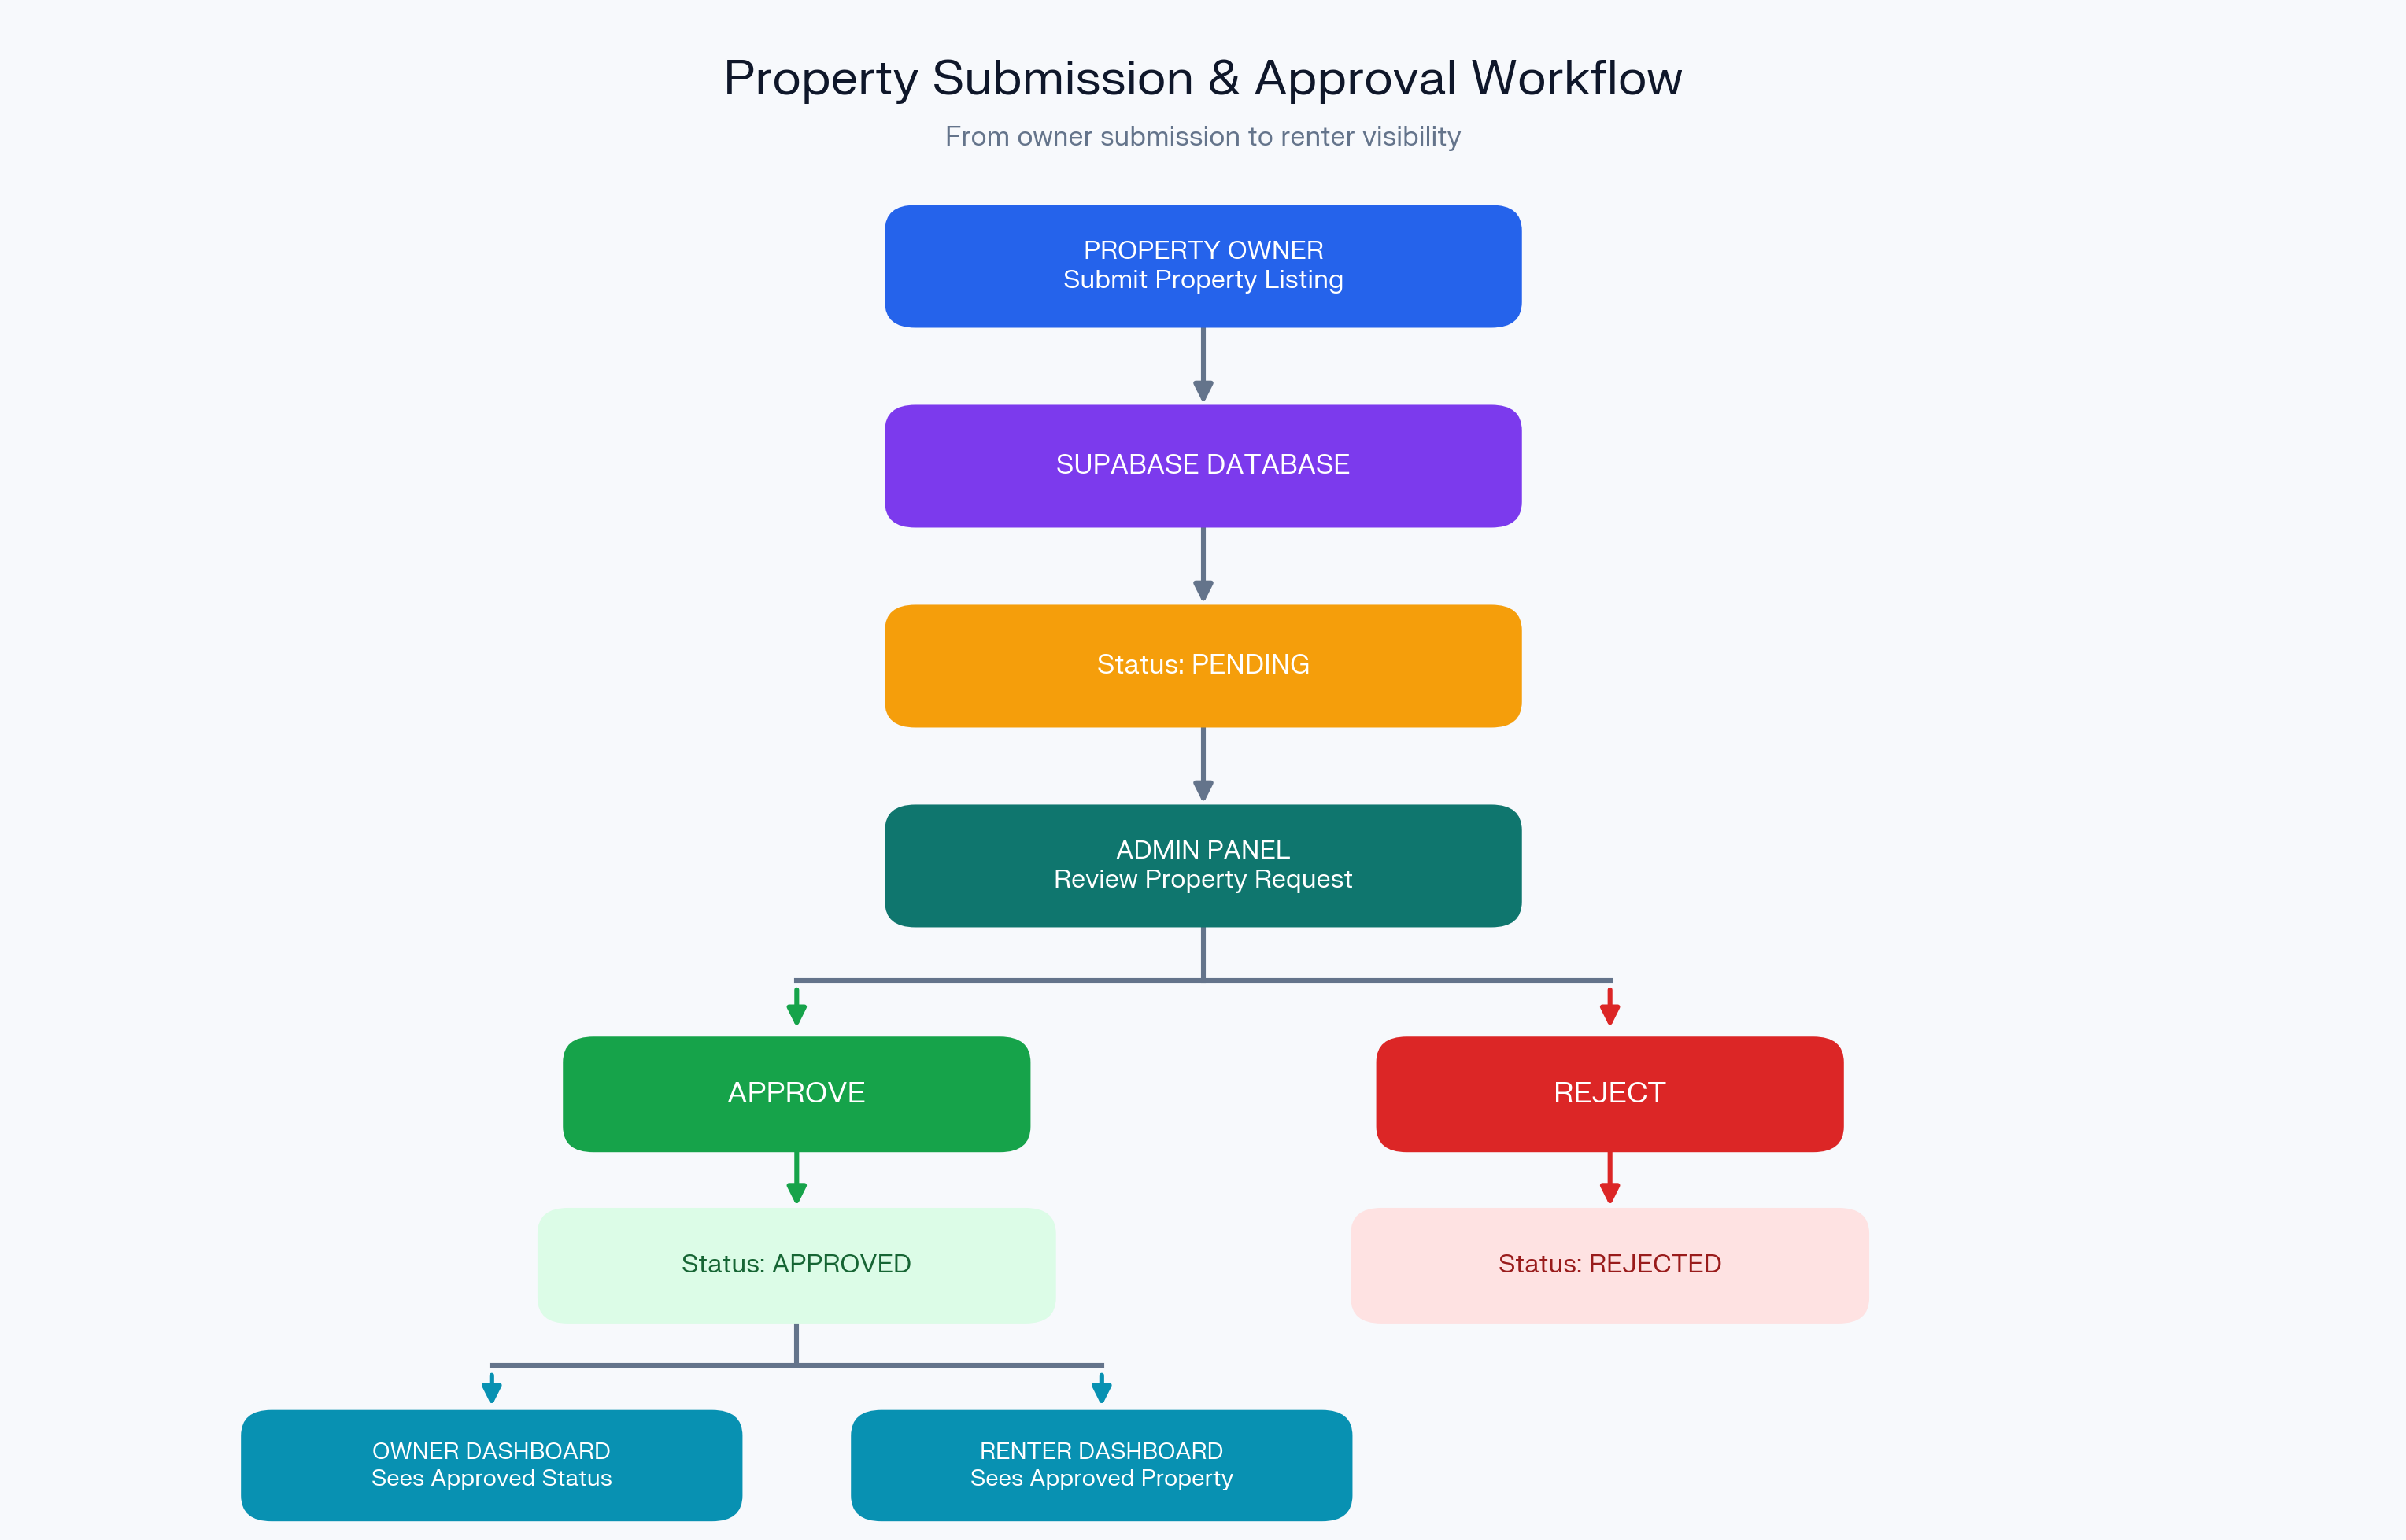 Property Submission & Approval Workflow
From owner submission to renter visibility
PROPERTY OWNER
Submit Property Listing
SUPABASE DATABASE
Status: PENDING
ADMIN PANEL
Review Property Request
APPROVE
REJECT
Status: APPROVED
Status: REJECTED
OWNER DASHBOARD
Sees Approved Status
RENTER DASHBOARD
Sees Approved Property